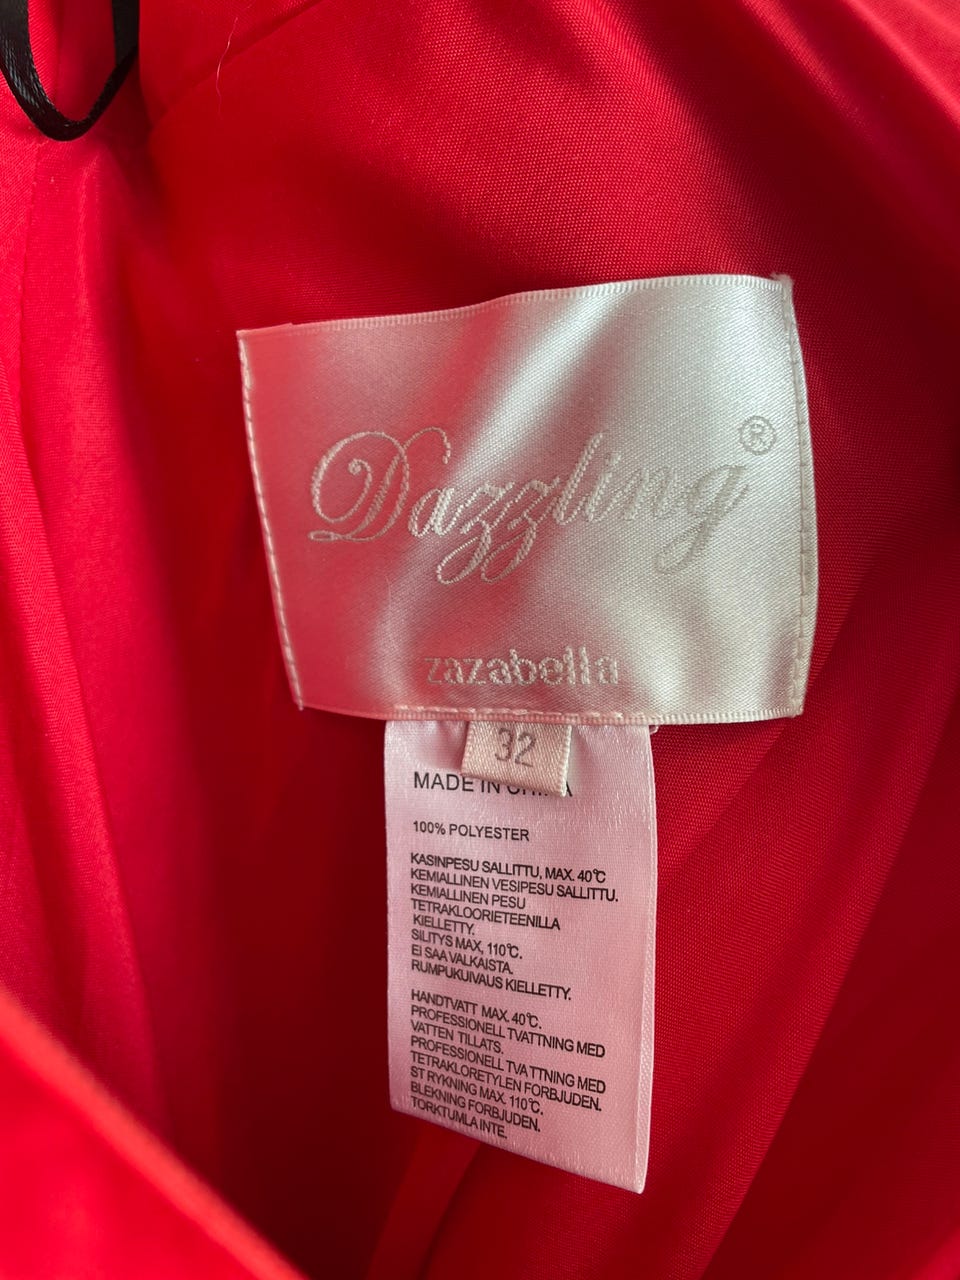 Dazzling®
zazabella
32
MADE IN
100% POLYESTER
KASINPESU SALLITTU, MAX. 40℃
KEMIALLINEN VESIPESU SALLITTU.
KEMIALLINEN PESU
TETRAKLOORIETEENILLA
KIELLETTY.
SILITYS MAX, 110℃.
EI SAA VALKAISTA.
RUMPUKUIVAUS KIELLETTY.
HANDTVATT MAX. 40℃.
PROFESSIONELL TVATTNING MED
VATTEN TILLATS.
PROFESSIONELL TVA TTNING MED
TETRAKLORETYLEN FORBJUDEN.
ST RYKNING MAX. 110℃.
BLEKNING FORBJUDEN.
TORKTUMLA INTE.